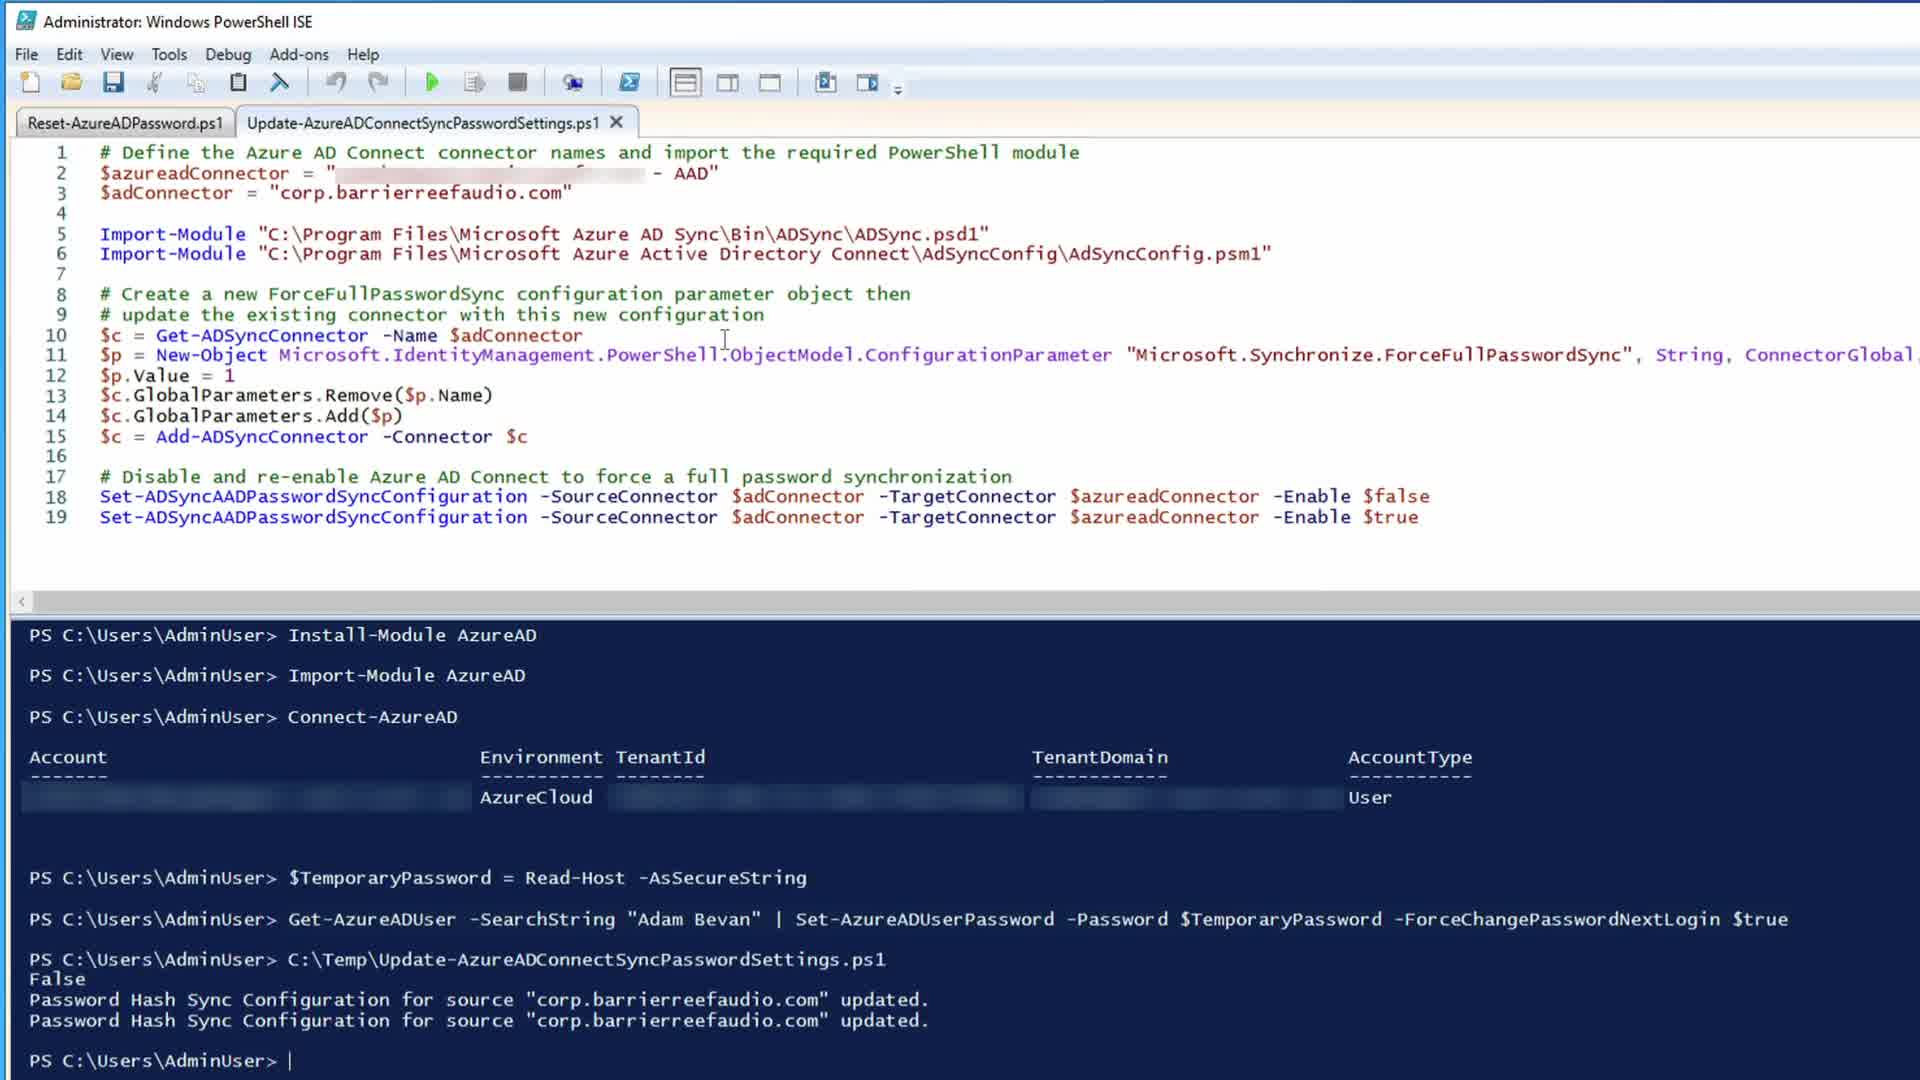 Administrator: Windows PowerShell ISE
File Edit View Tools Debug Add-ons Help
Reset-AzureADPassword.ps1 Update-AzureADConnectSyncPasswordSettings.ps1
1 # Define the Azure AD Connect connector names and import the required PowerShell module
2 $azureadConnector = " - AAD"
3 $adConnector = "corp.barrierreefaudio.com"
4
5 Import-Module "C:\Program Files\Microsoft Azure AD Sync\Bin\ADSync\ADSync.psd1"
6 Import-Module "C:\Program Files\Microsoft Azure Active Directory Connect\AdSyncConfig\AdSyncConfig.psm1"
7
8 # Create a new ForceFullPasswordSync configuration parameter object then
9 # update the existing connector with this new configuration
10 $c = Get-ADSyncConnector -Name $adConnector
11 $p = New-Object Microsoft.IdentityManagement.PowerShell.ObjectModel.ConfigurationParameter "Microsoft.Synchronize.ForceFullPasswordSync", String, ConnectorGlobal,
12 $p.Value = 1
13 $c.GlobalParameters.Remove($p.Name)
14 $c.GlobalParameters.Add($p)
15 $c = Add-ADSyncConnector -Connector $c
16
17 # Disable and re-enable Azure AD Connect to force a full password synchronization
18 Set-ADSyncAADPasswordSyncConfiguration -SourceConnector $adConnector -TargetConnector $azureadConnector -Enable $false
19 Set-ADSyncAADPasswordSyncConfiguration -SourceConnector $adConnector -TargetConnector $azureadConnector -Enable $true
PS C:\Users\AdminUser> Install-Module AzureAD
PS C:\Users\AdminUser> Import-Module AzureAD
PS C:\Users\AdminUser> Connect-AzureAD
Account Environment TenantId TenantDomain AccountType
------- ----------- -------- ------------ -----------
AzureCloud User
PS C:\Users\AdminUser> $TemporaryPassword = Read-Host -AsSecureString
PS C:\Users\AdminUser> Get-AzureADUser -SearchString "Adam Bevan" | Set-AzureADUserPassword -Password $TemporaryPassword -ForceChangePasswordNextLogin $true
PS C:\Users\AdminUser> C:\Temp\Update-AzureADConnectSyncPasswordSettings.ps1
False
Password Hash Sync Configuration for source "corp.barrierreefaudio.com" updated.
Password Hash Sync Configuration for source "corp.barrierreefaudio.com" updated.
PS C:\Users\AdminUser>